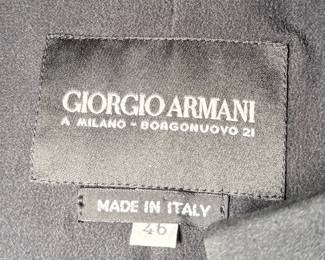 GIORGIO ARMANI
A MILANO - BORGONUOVO 21
MADE IN ITALY
46